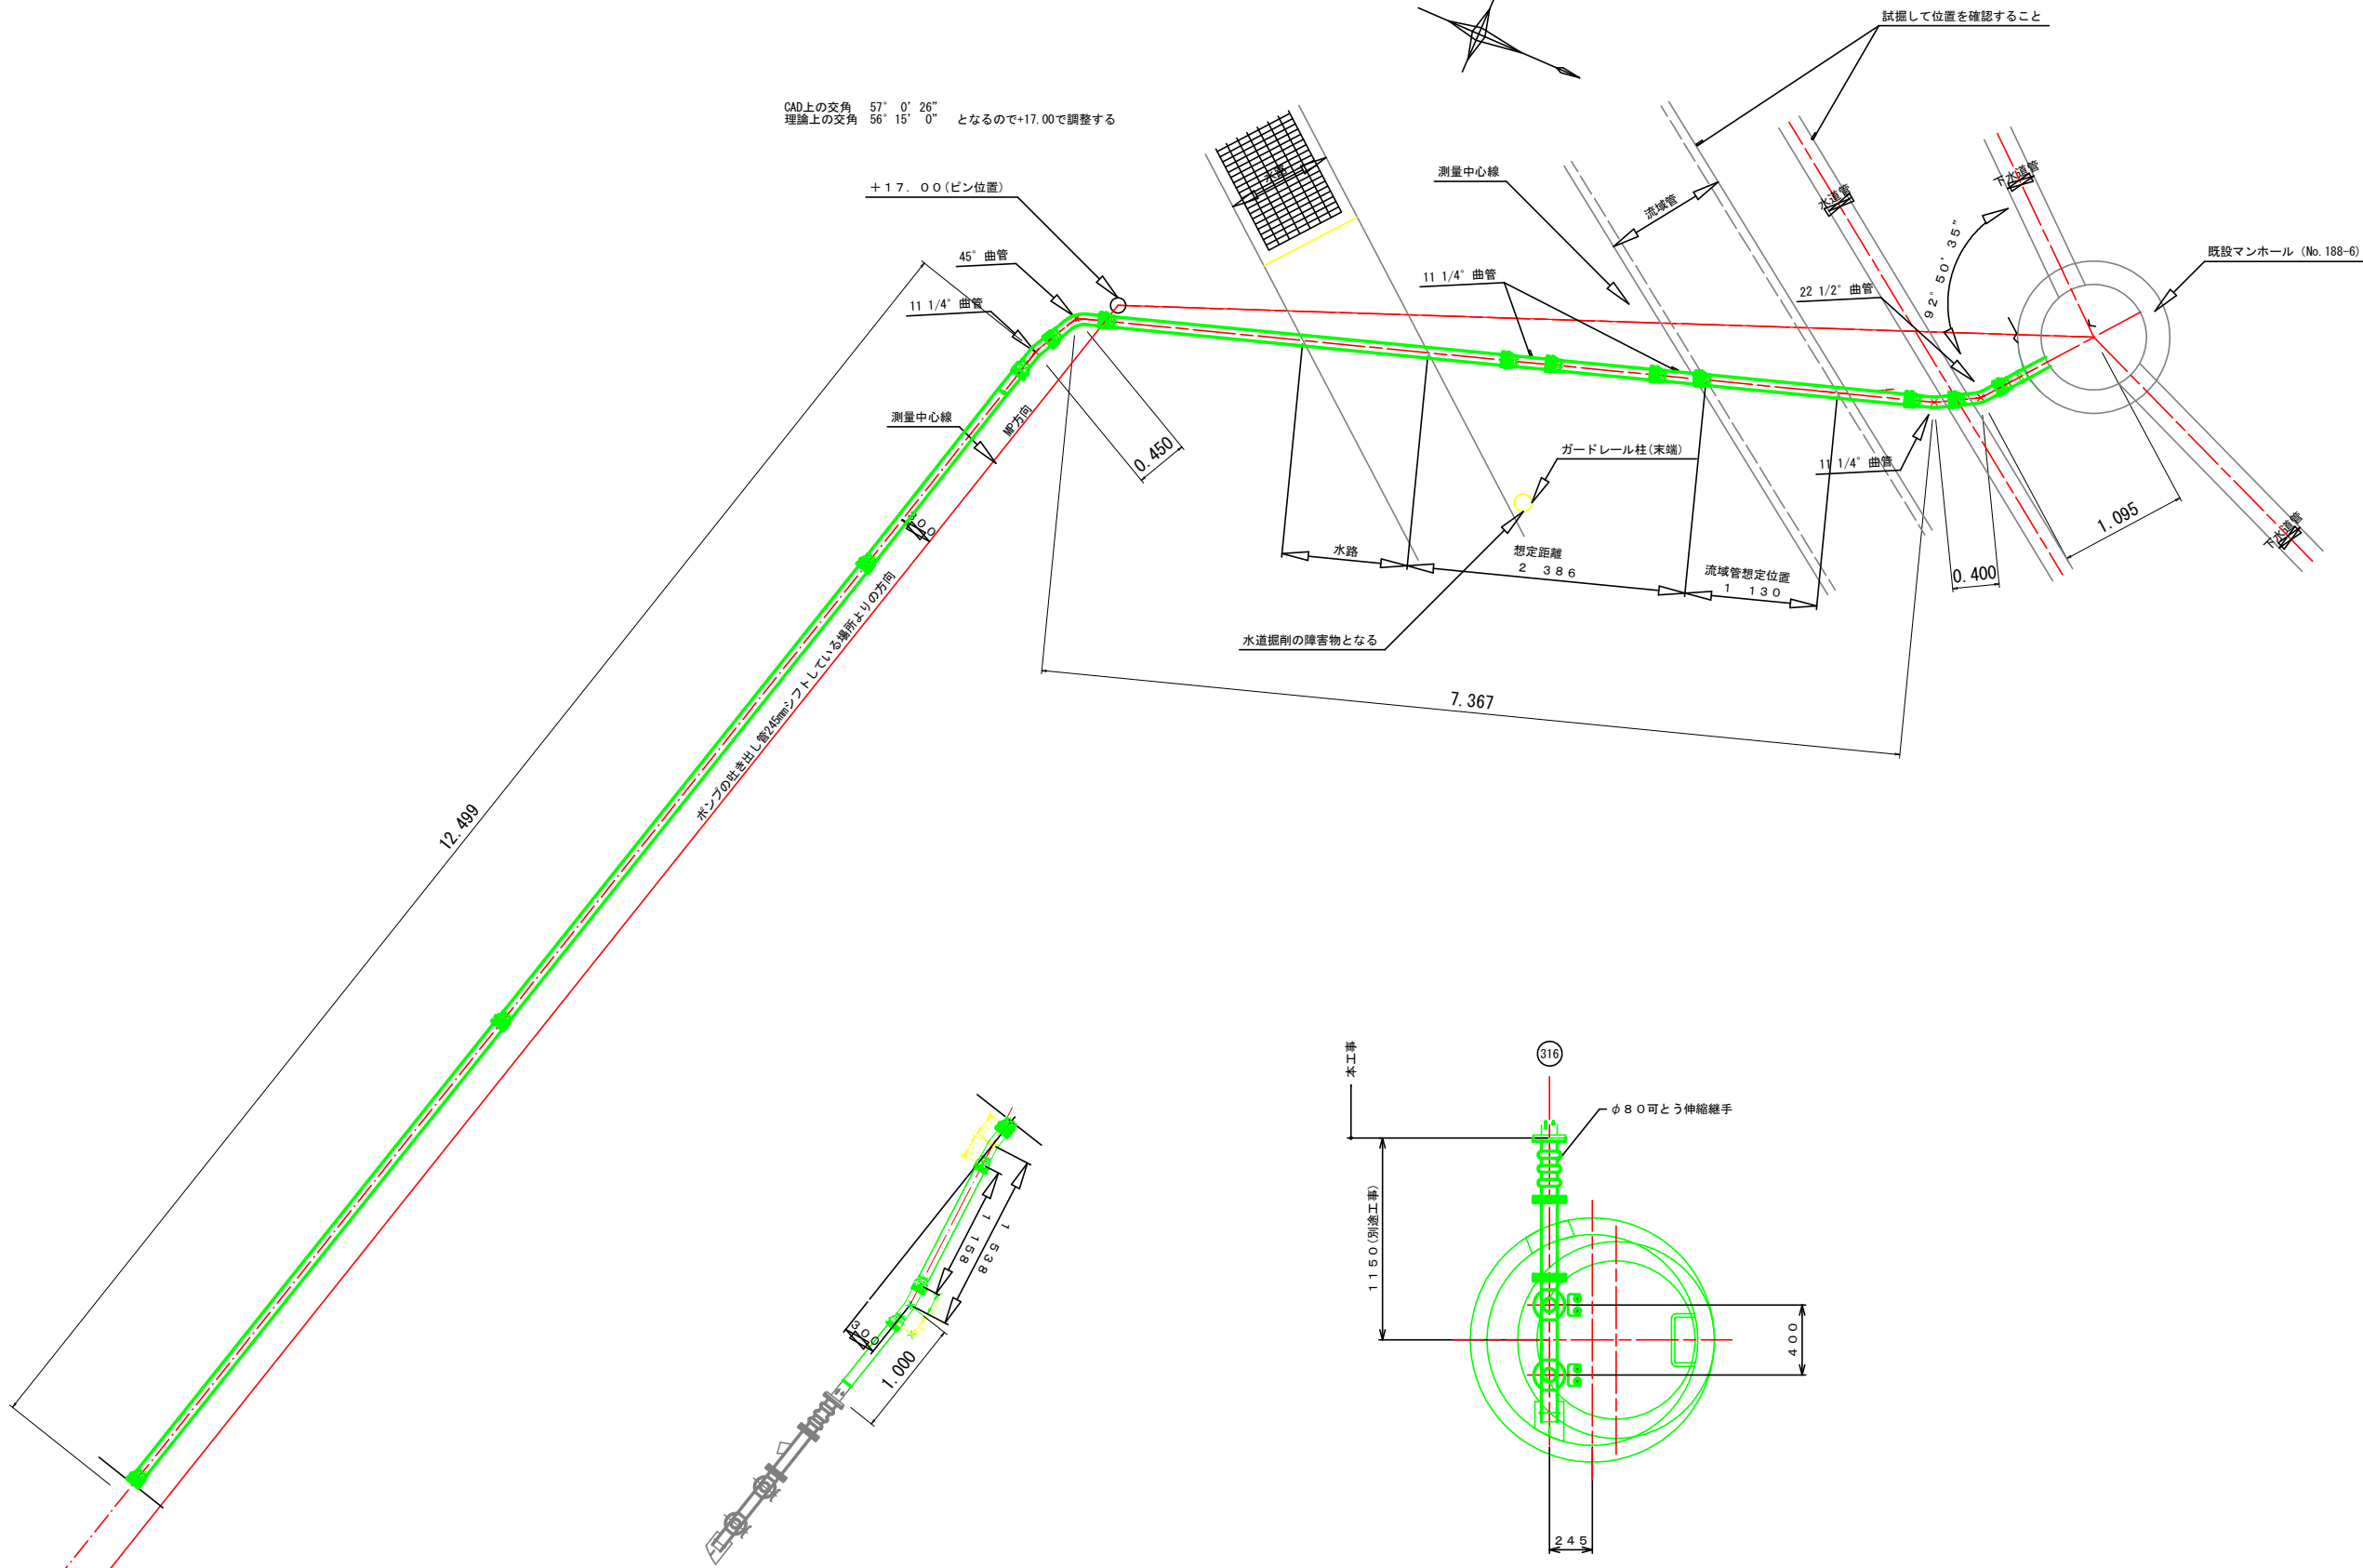 試掘して位置を確認すること
CAD上の交角 57° 0' 26"
理論上の交角 56° 15' 0" となるので+17.00で調整する
+17.00(ピン位置)
水路
測量中心線
流域管
水道管
下水道管
92°50'35"
既設マンホール (No.188-6)
45° 曲管
11 1/4° 曲管
11 1/4° 曲管
22 1/2° 曲管
測量中心線
MP方向
0.450
ガードレール柱(末端)
11 1/4° 曲管
1.095
下水道管
水路
想定距離
2 386
流域管想定位置
1 130
0.400
水道掘削の障害物となる
7.367
ポンプの吐き出し管245mmシフトしている場所よりの方向
12.499
本工事
316
φ80可とう伸縮継手
1150(別途工事)
1 158
1 538
300
1.000
400
245